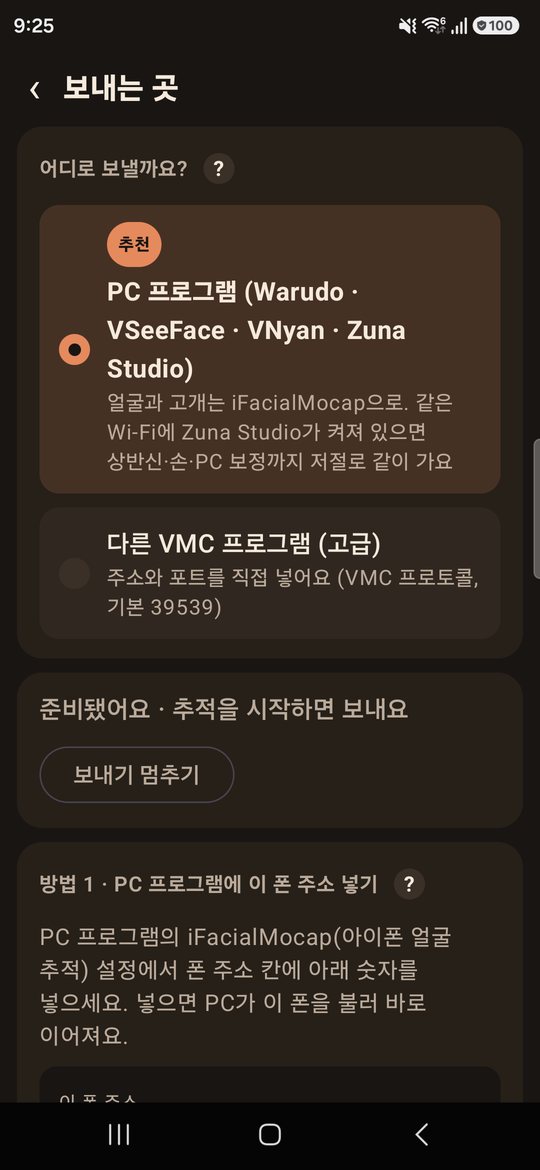 9:25
6
100
보내는 곳
어디로 보낼까요? ?
추천
PC 프로그램 (Warudo ·
VSeeFace · VNyan · Zuna
Studio)
얼굴과 고개는 iFacialMocap으로. 같은
Wi-Fi에 Zuna Studio가 켜져 있으면
상반신·손·PC 보정까지 저절로 같이 가요
다른 VMC 프로그램 (고급)
주소와 포트를 직접 넣어요 (VMC 프로토콜,
기본 39539)
준비됐어요 · 추적을 시작하면 보내요
보내기 멈추기
방법 1 · PC 프로그램에 이 폰 주소 넣기 ?
PC 프로그램의 iFacialMocap(아이폰 얼굴
추적) 설정에서 폰 주소 칸에 아래 숫자를
넣으세요. 넣으면 PC가 이 폰을 불러 바로
이어져요.
이 폰 주소